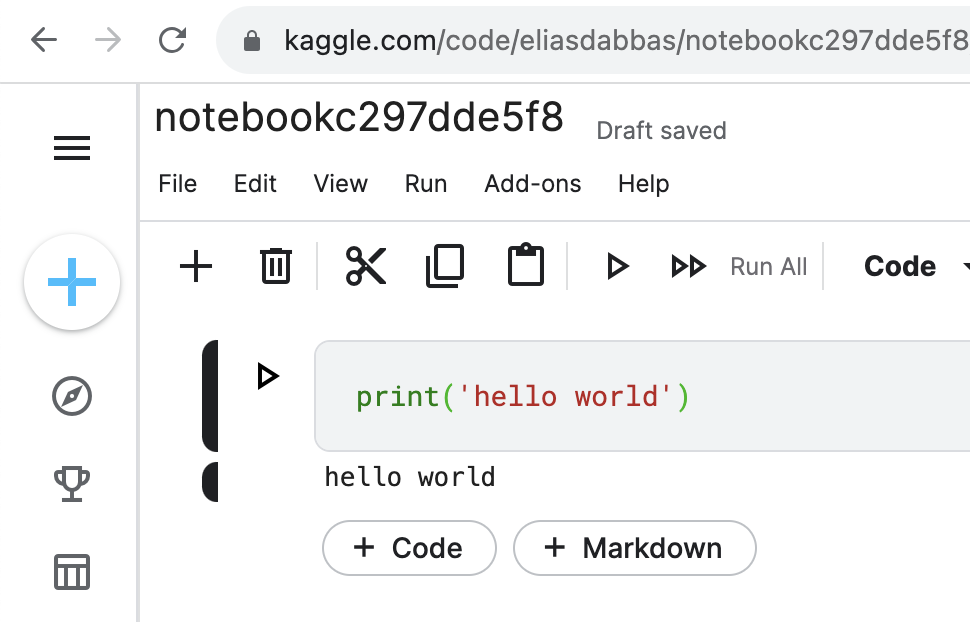 kaggle.com/code/eliasdabbas/notebookc297dde5f8
notebookc297dde5f8 Draft saved
File Edit View Run Add-ons Help
Run All Code
print('hello world')
hello world
+ Code + Markdown